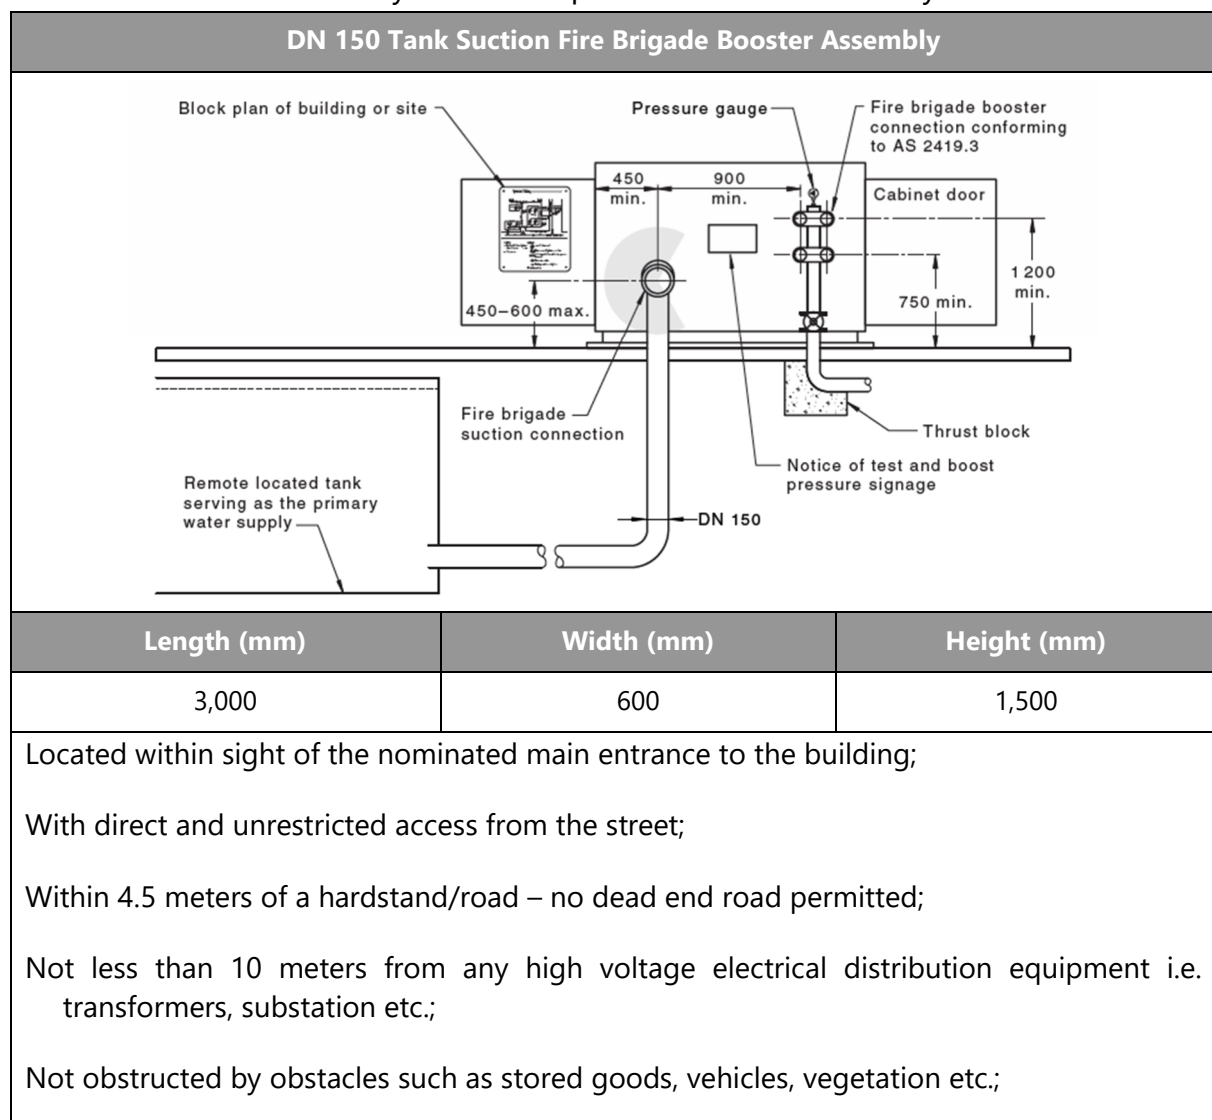 DN 150 Tank Suction Fire Brigade Booster Assembly
Block plan of building or site
Pressure gauge
Fire brigade booster
connection conforming
to AS 2419.3
450
min.
900
min.
Cabinet door
1 200
min.
750 min.
450–600 max.
Fire brigade
suction connection
Thrust block
Notice of test and boost
pressure signage
Remote located tank
serving as the primary
water supply
DN 150
Length (mm) Width (mm) Height (mm)
3,000 600 1,500
Located within sight of the nominated main entrance to the building;
With direct and unrestricted access from the street;
Within 4.5 meters of a hardstand/road – no dead end road permitted;
Not less than 10 meters from any high voltage electrical distribution equipment i.e.
transformers, substation etc.;
Not obstructed by obstacles such as stored goods, vehicles, vegetation etc.;